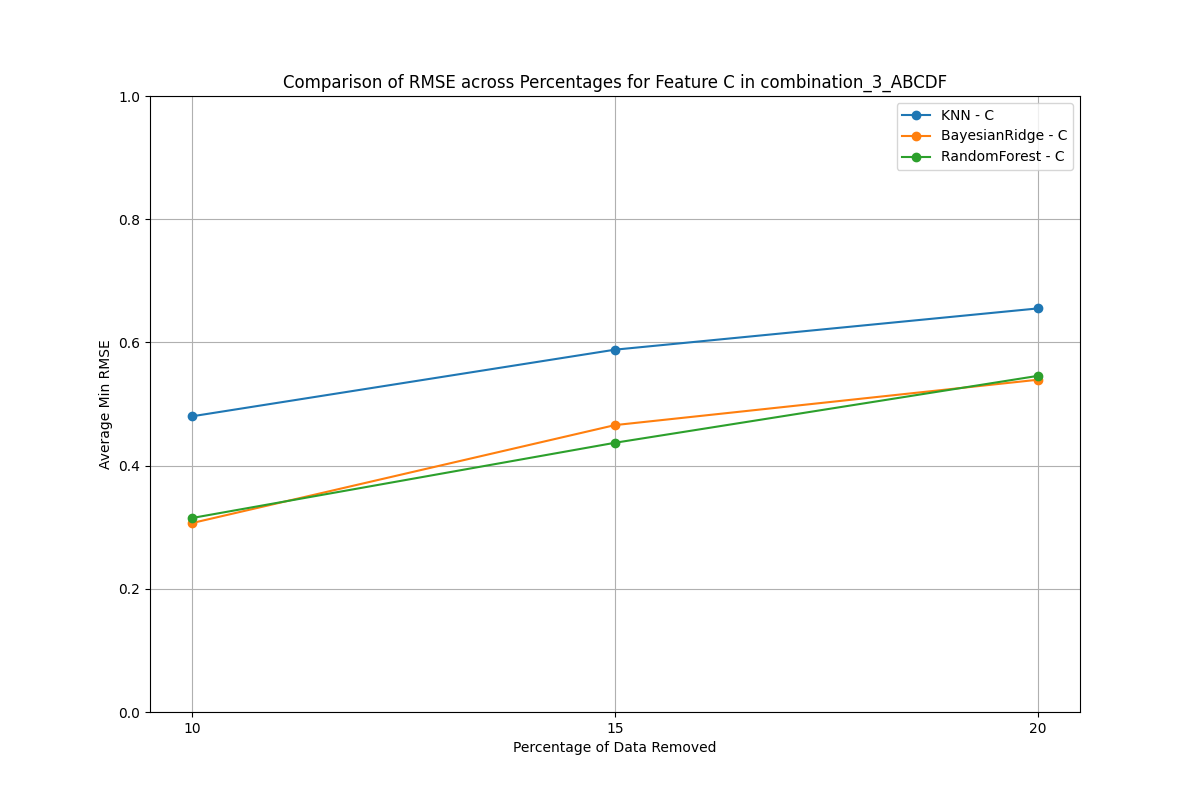 Comparison of RMSE across Percentages for Feature C in combination_3_ABCDF
1.0
0.8
0.6
0.4
0.2
0.0
Average Min RMSE
KNN - C
BayesianRidge - C
RandomForest - C
10
15
20
Percentage of Data Removed